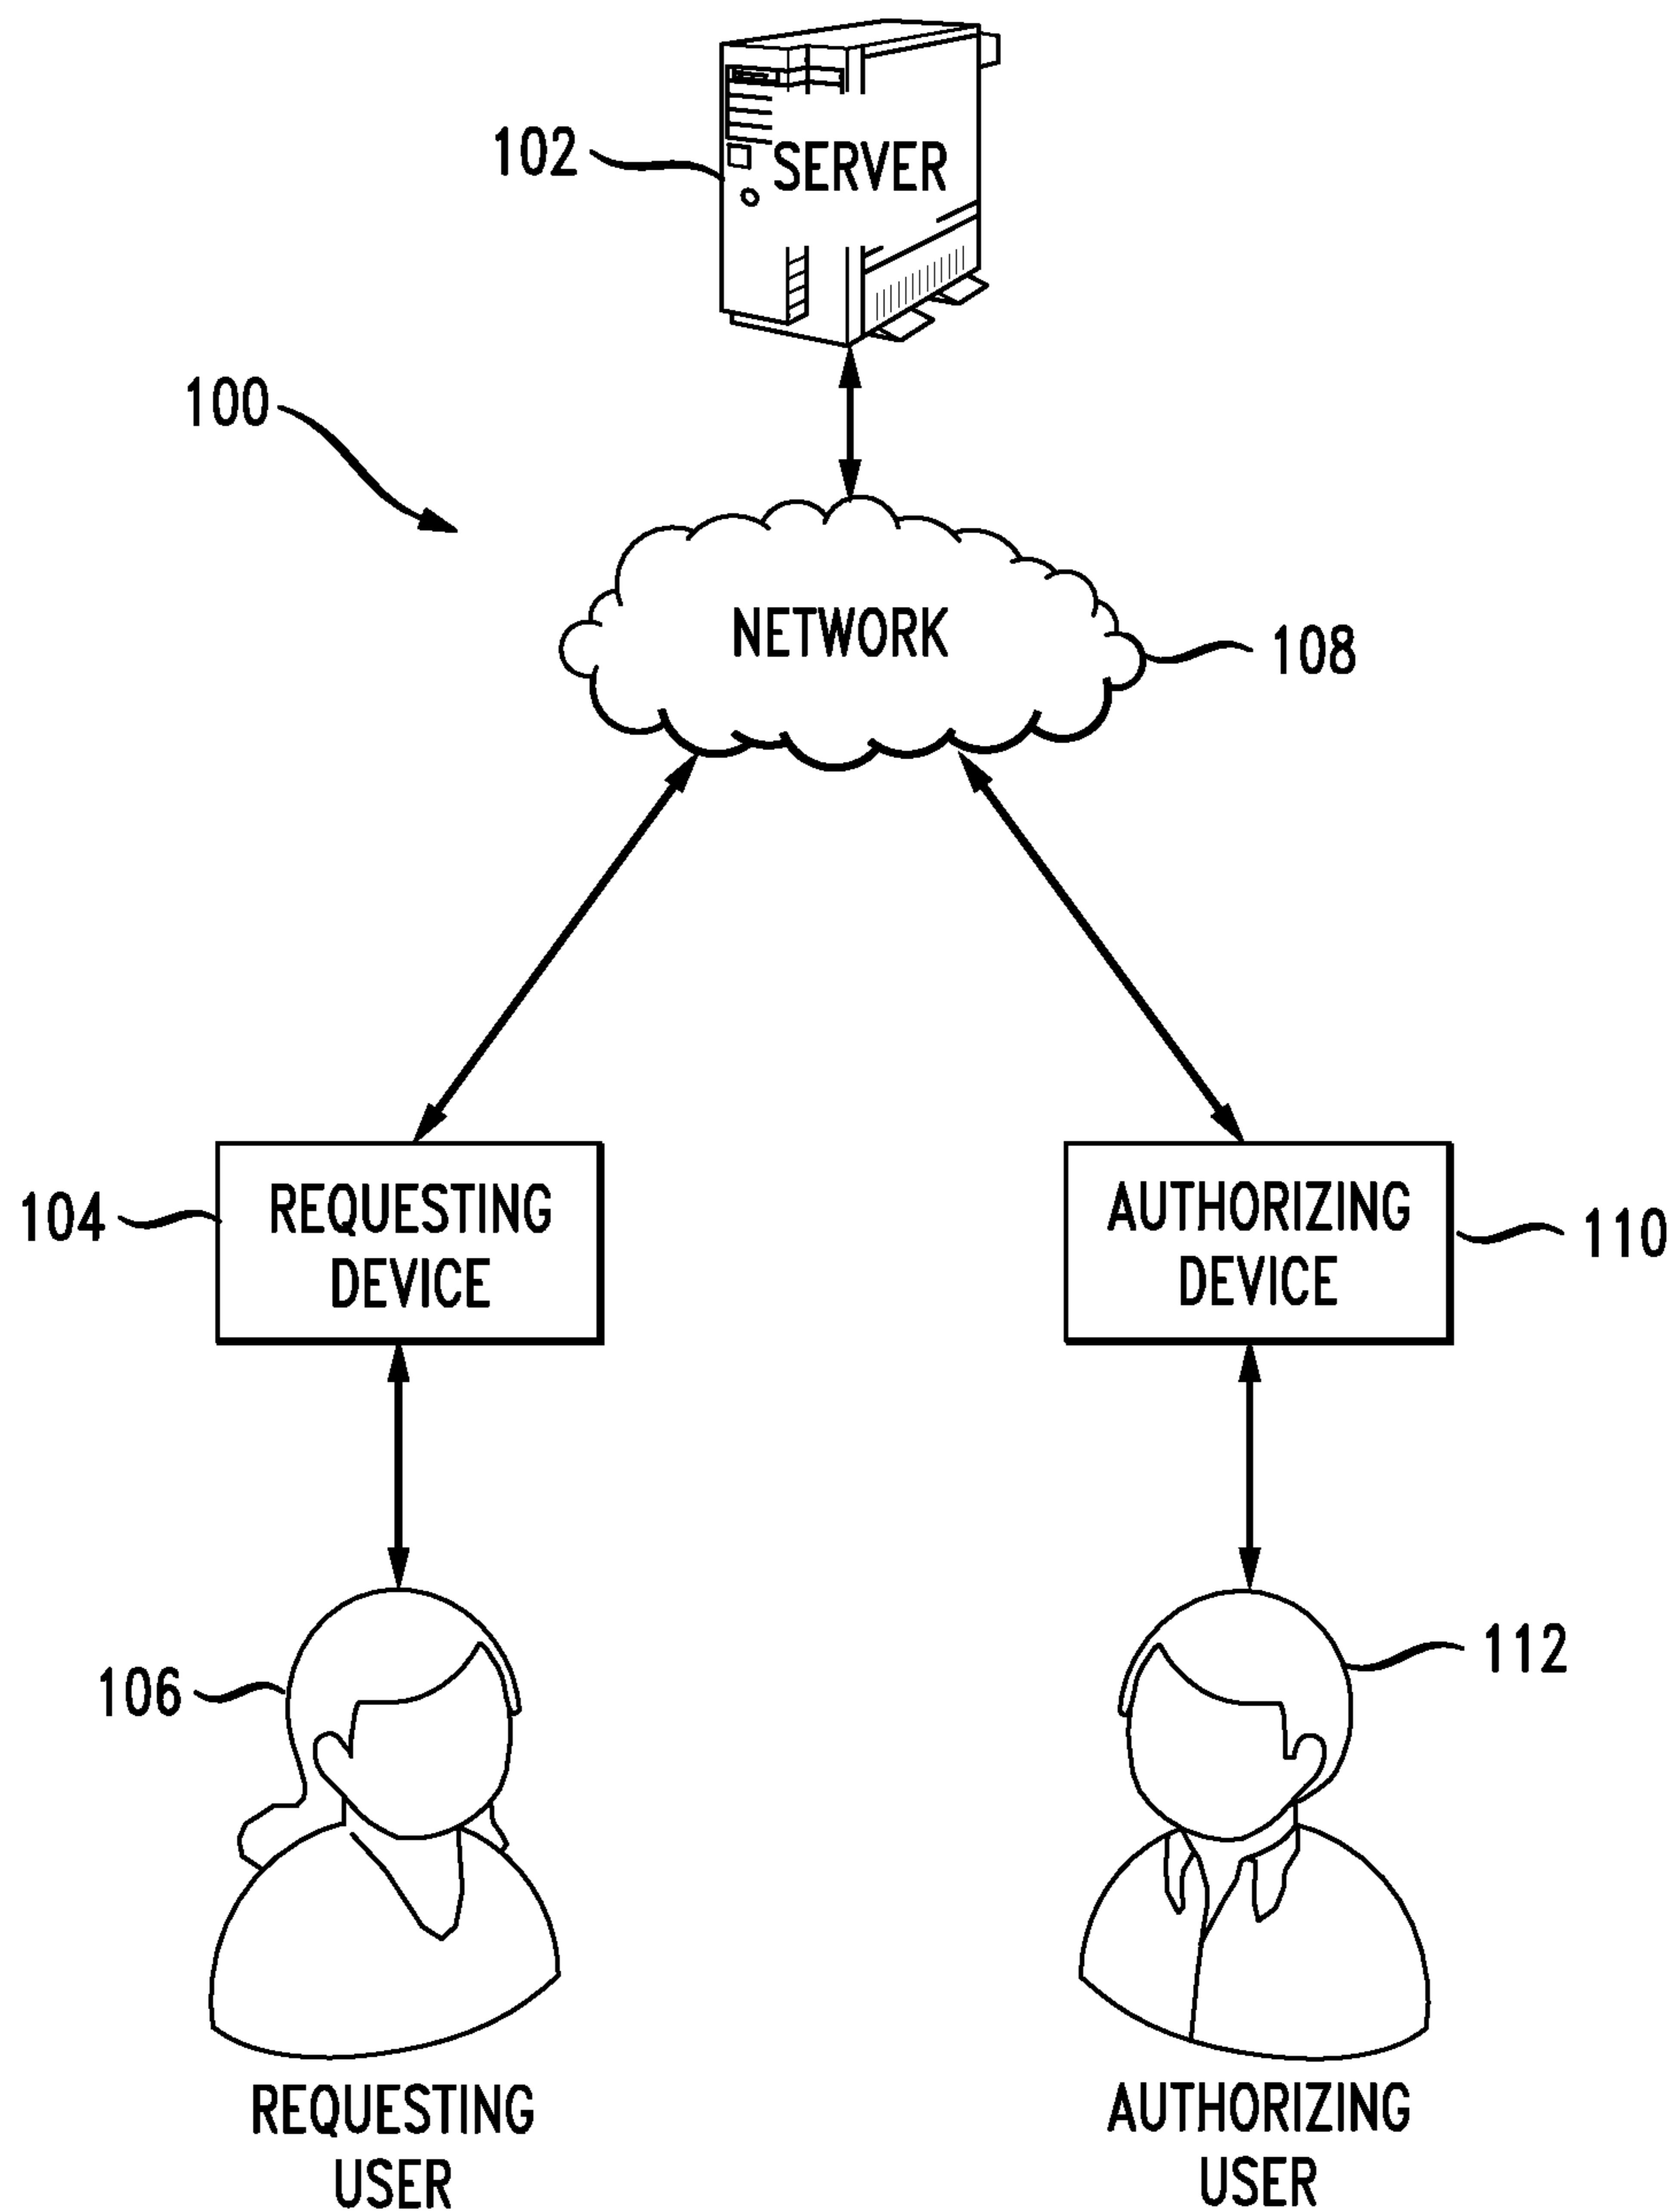 102
SERVER
100
NETWORK
108
104
REQUESTING
DEVICE
AUTHORIZING
DEVICE
110
106
112
REQUESTING
USER
AUTHORIZING
USER